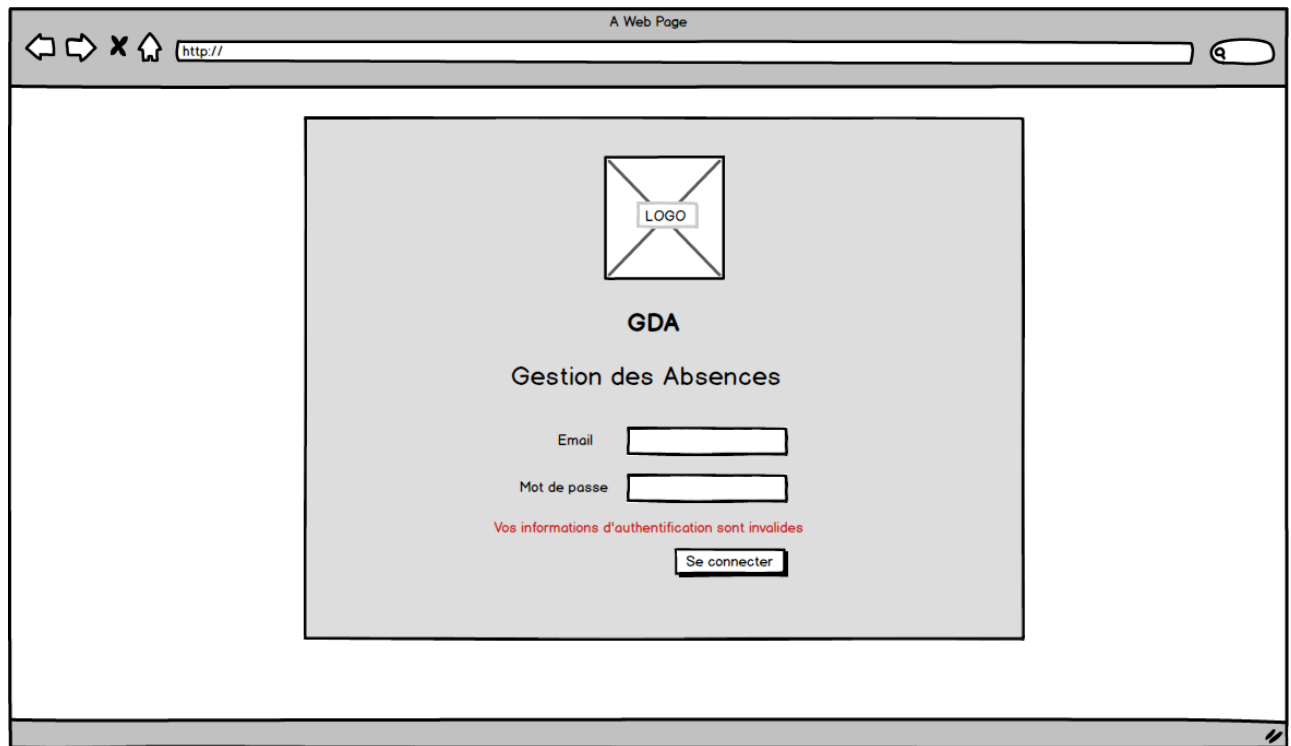 A Web Page
http://
LOGO
GDA
Gestion des Absences
Email
Mot de passe
Vos informations d'authentification sont invalides
Se connecter